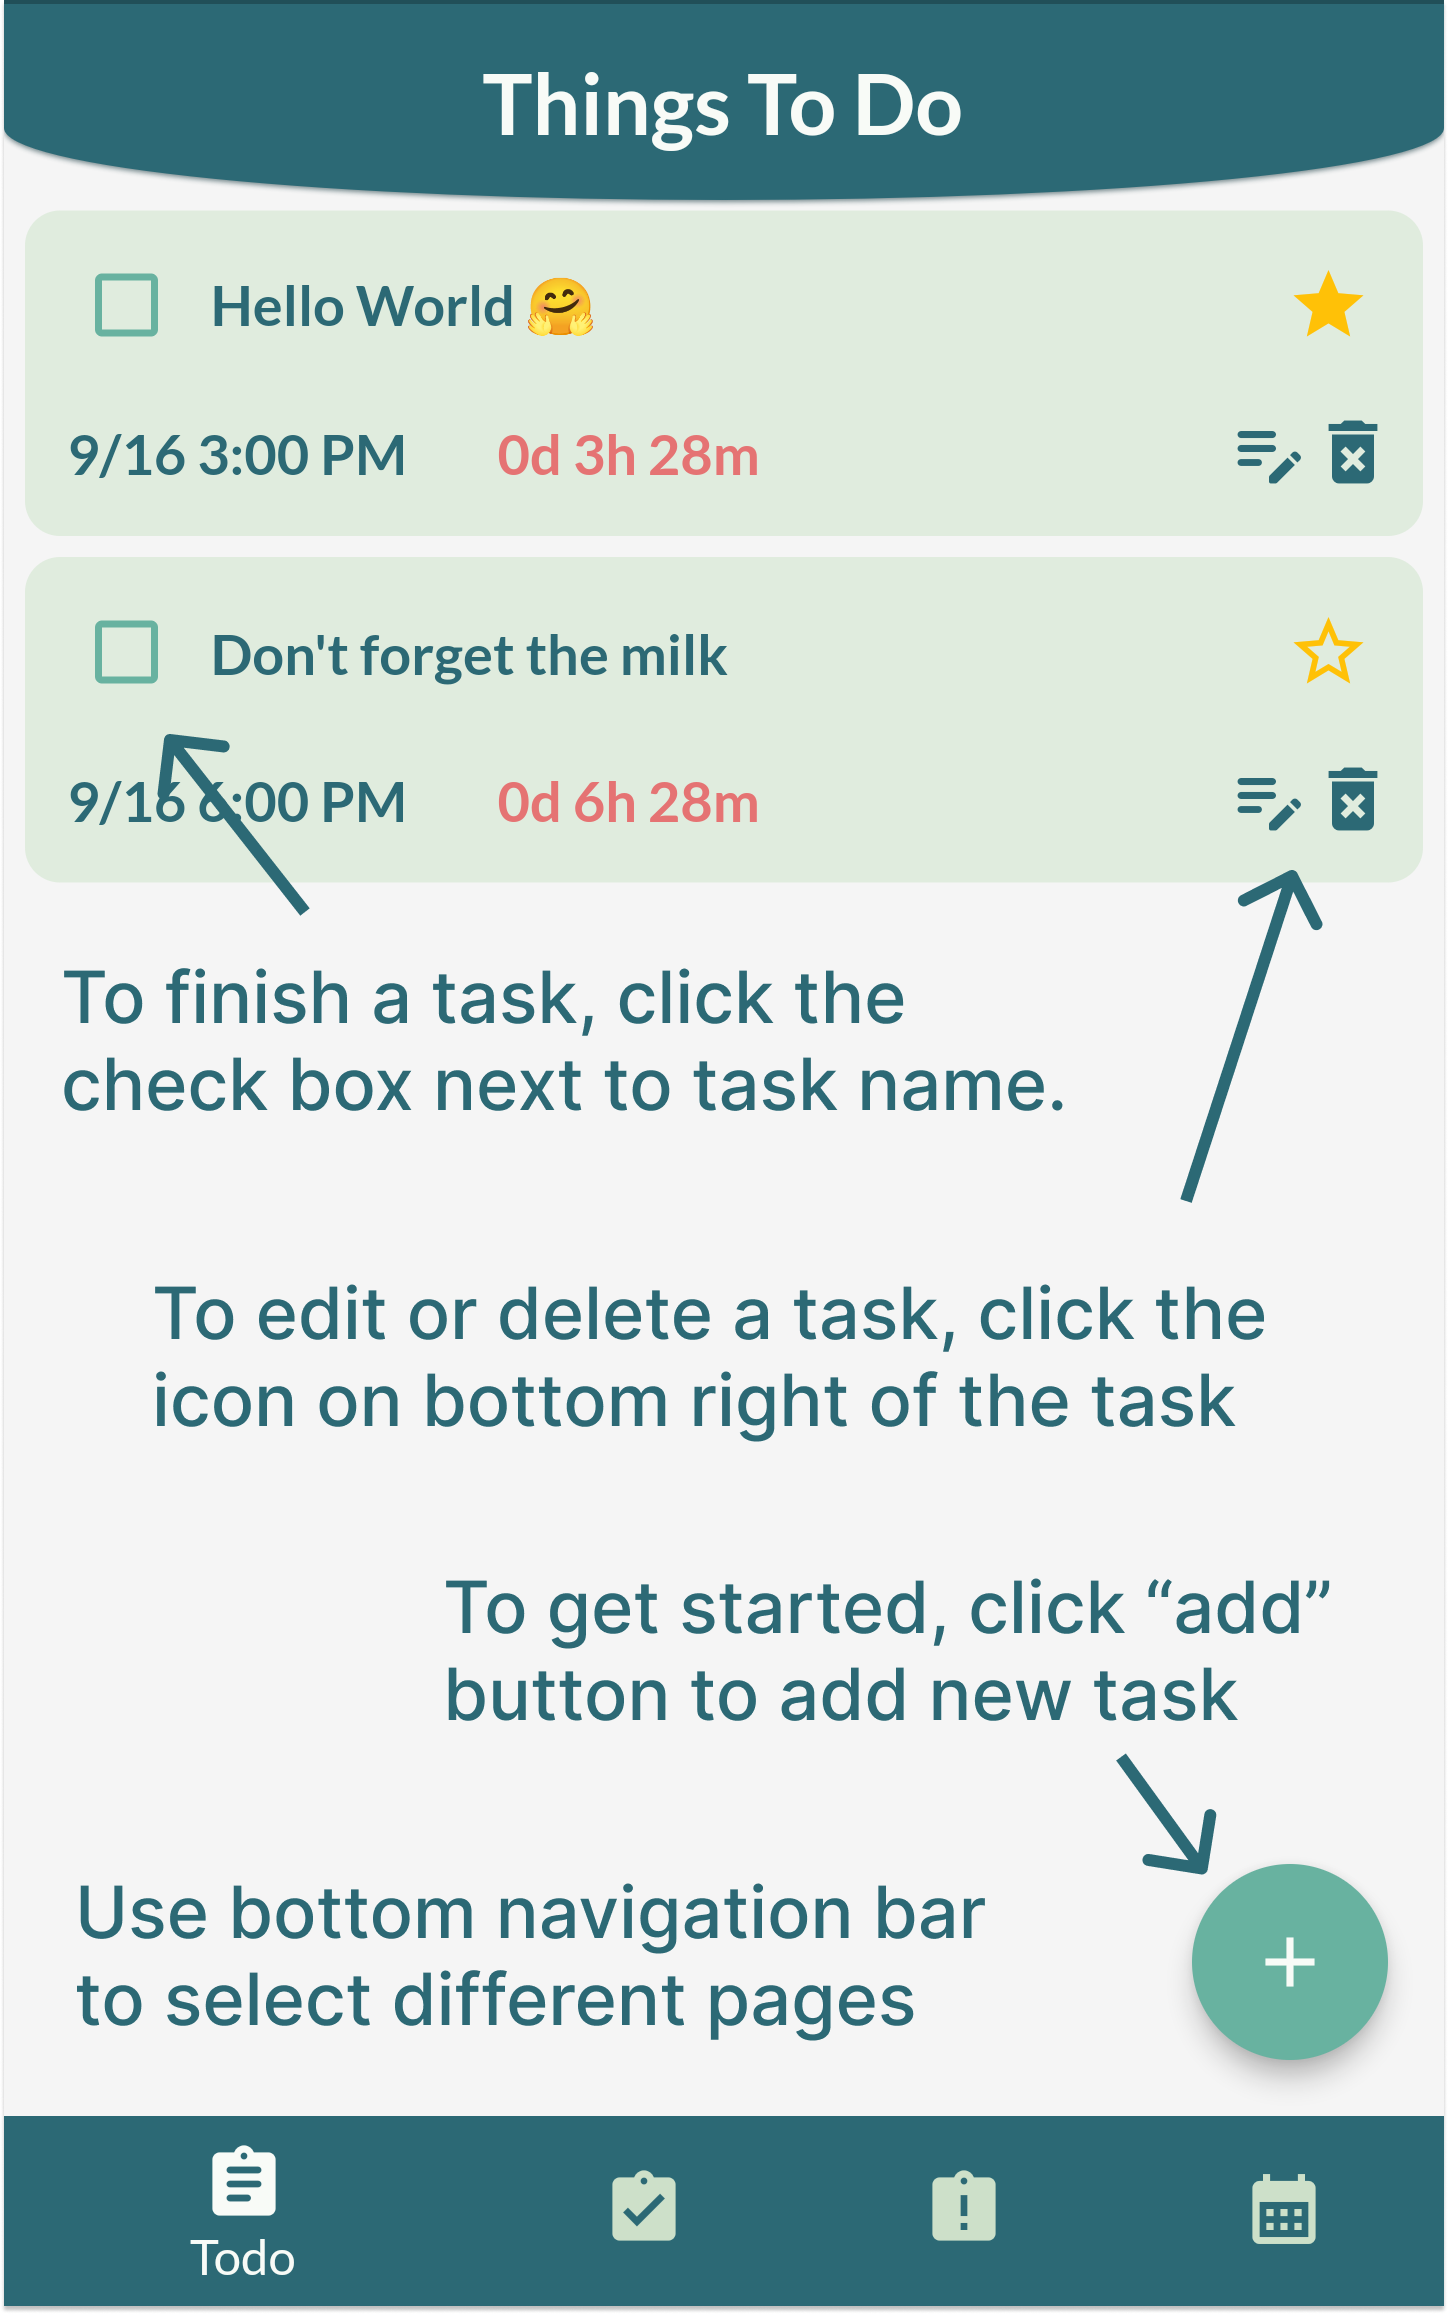 Things To Do
Hello World 🤗
9/16 3:00 PM 0d 3h 28m
Don't forget the milk
9/16 6:00 PM 0d 6h 28m
To finish a task, click the
check box next to task name.
To edit or delete a task, click the
icon on bottom right of the task
To get started, click “add”
button to add new task
Use bottom navigation bar
to select different pages
Todo